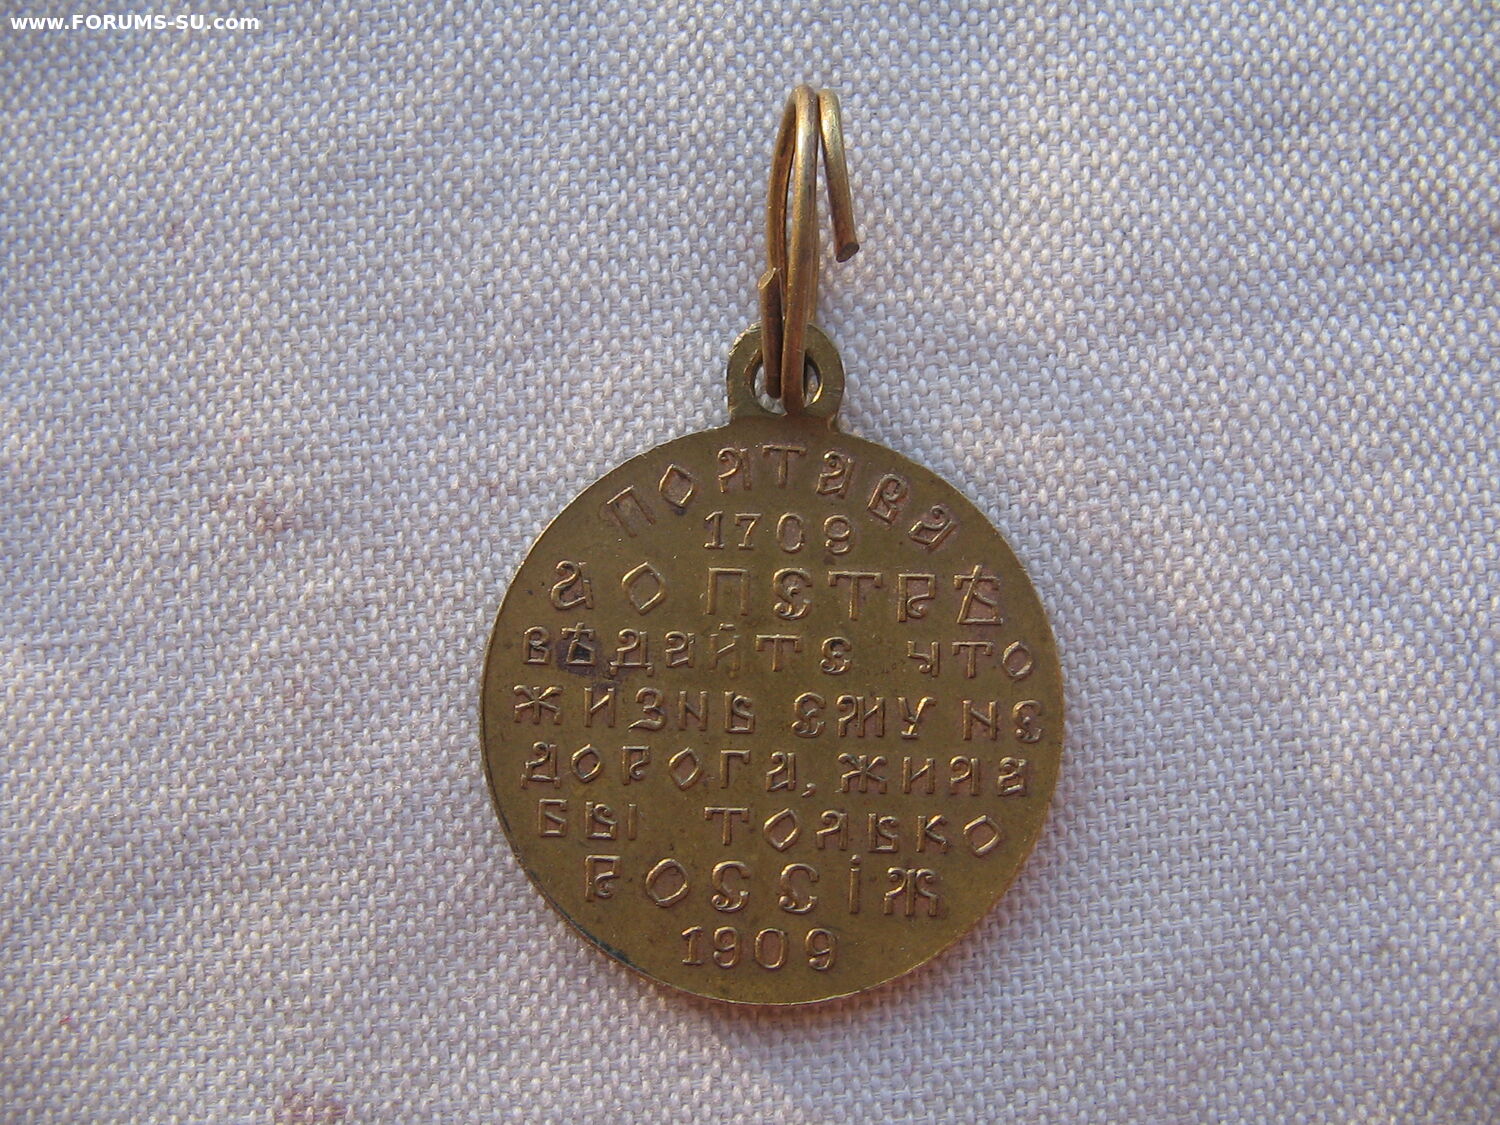 www.FORUMS-SU.com
ПОЛТАВА
1709
А О ПЕТРѢ
ВѢДАЙТЕ ЧТО
ЖИЗНЬ ЕМУ НЕ
ДОРОГА, ЖИЛА
БЫ ТОЛЬКО
РОССІЯ
1909